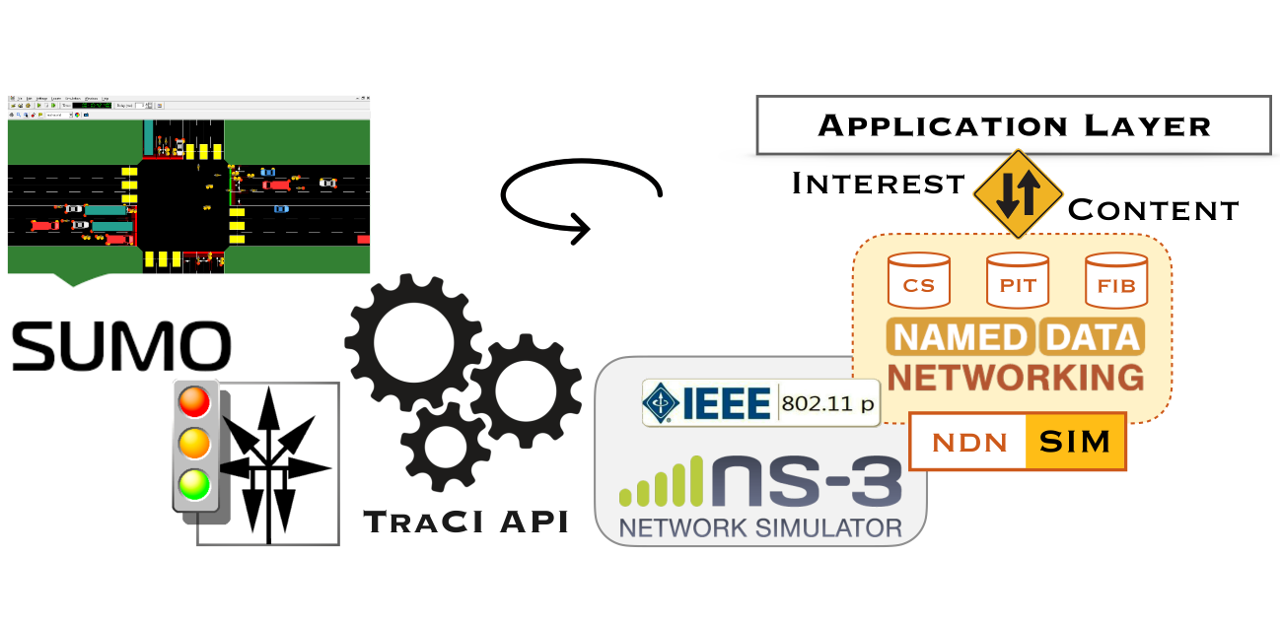 APPLICATION LAYER
INTEREST
CONTENT
CS PIT FIB
NAMED DATA
NETWORKING
NDN SIM
SUMO
IEEE 802.11 p
ns-3
NETWORK SIMULATOR
TRACI API